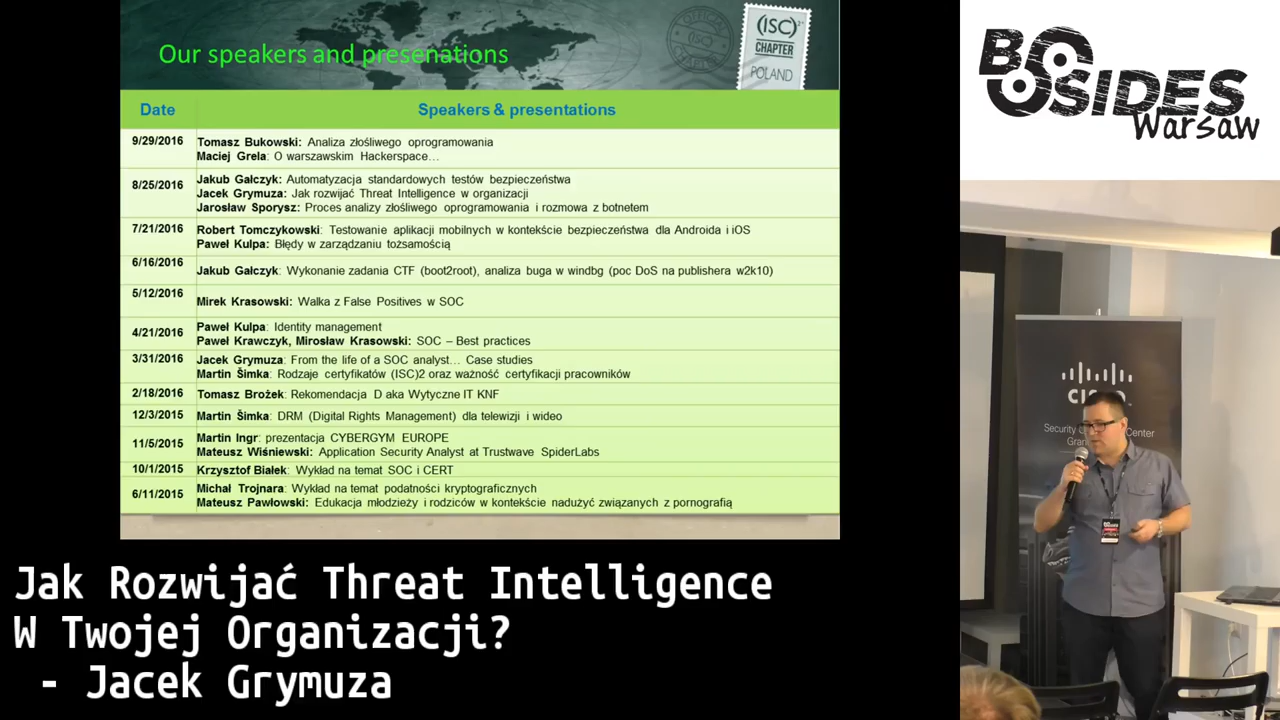 Our speakers and presenations
(ISC)²
CHAPTER
POLAND
Date Speakers & presentations
9/29/2016 Tomasz Bukowski: Analiza złośliwego oprogramowania
Maciej Grela: O warszawskim Hackerspace…
8/25/2016 Jakub Gałczyk: Automatyzacja standardowych testów bezpieczeństwa
Jacek Grymuza: Jak rozwijać Threat Intelligence w organizacji
Jarosław Sporysz: Proces analizy złośliwego oprogramowania i rozmowa z botnetem
7/21/2016 Robert Tomczykowski: Testowanie aplikacji mobilnych w kontekście bezpieczeństwa dla Androida i iOS
Paweł Kulpa: Błędy w zarządzaniu tożsamością
6/16/2016 Jakub Gałczyk: Wykonanie zadania CTF (boot2root), analiza buga w windbg (poc DoS na publishera w2k10)
5/12/2016 Mirek Krasowski: Walka z False Positives w SOC
4/21/2016 Paweł Kulpa: Identity management
Paweł Krawczyk, Mirosław Krasowski: SOC – Best practices
3/31/2016 Jacek Grymuza: From the life of a SOC analyst… Case studies
Martin Šimka: Rodzaje certyfikatów (ISC)2 oraz ważność certyfikacji pracowników
2/18/2016 Tomasz Brożek: Rekomendacja D aka Wytyczne IT KNF
12/3/2015 Martin Šimka: DRM (Digital Rights Management) dla telewizji i wideo
11/5/2015 Martin Ingr: prezentacja CYBERGYM EUROPE
Mateusz Wiśniewski: Application Security Analyst at Trustwave SpiderLabs
10/1/2015 Krzysztof Białek: Wykład na temat SOC i CERT
6/11/2015 Michał Trojnara: Wykład na temat podatności kryptograficznych
Mateusz Pawłowski: Edukacja młodzieży i rodziców w kontekście nadużyć związanych z pornografią
BSIDES
Warsaw
Security Center
Jak Rozwijać Threat Intelligence
W Twojej Organizacji?
- Jacek Grymuza